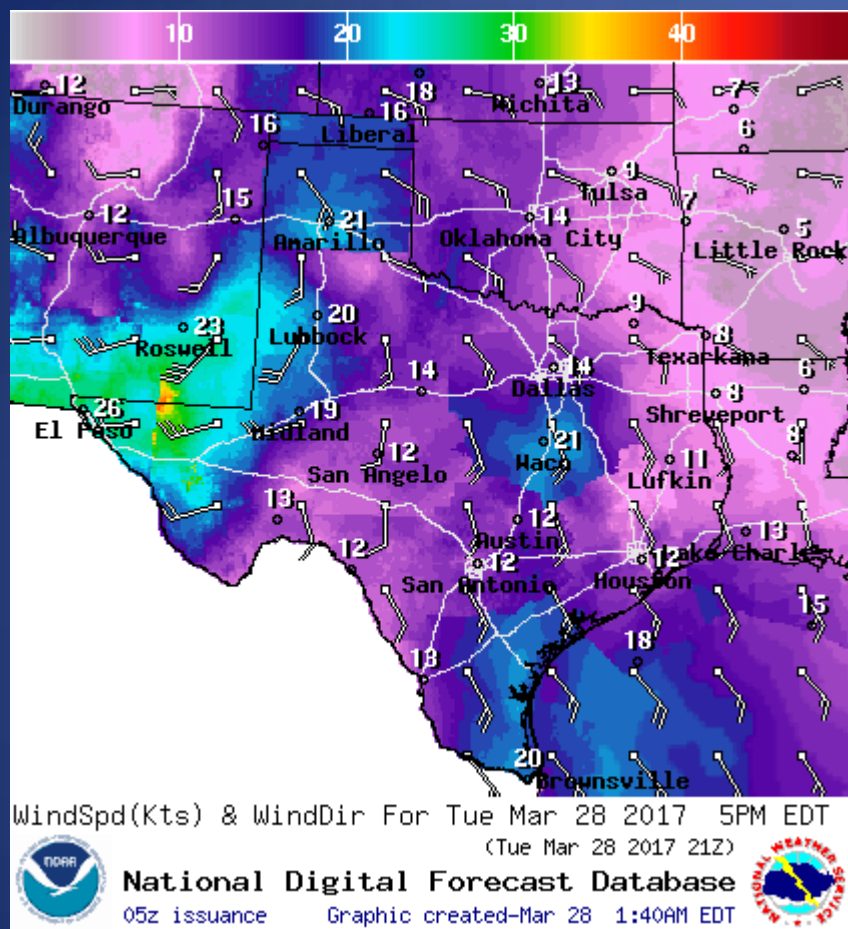 10 20 30 40
12 18 13 7
Durango Wichita
16 Liberal 16 6
9
Tulsa
12 15 21 14 7 5
Albuquerque Amarillo Oklahoma City Little Rock
23 20 9 8
Roswell Lubbock Texarkana
14 14 6
Dallas
26 19 8
El Paso Midland Shreveport
12 21 11 8
San Angelo Waco Lufkin
13 12 13
Austin Lake Charles
12 12 12
San Antonio Houston
15
13 18
20
Brownsville
WindSpd(Kts) & WindDir For Tue Mar 28 2017 5PM EDT
(Tue Mar 28 2017 21Z)
NOAA
National Digital Forecast Database
05z issuance Graphic created-Mar 28 1:40AM EDT
NATIONAL WEATHER SERVICE